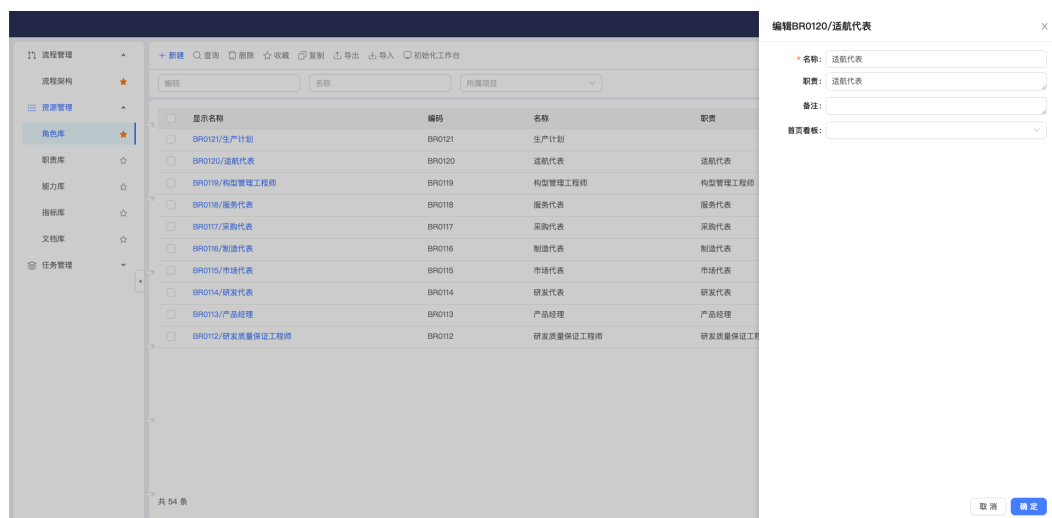 编辑BR0120/适航代表
流程管理
+ 新建 查询 删除 收藏 复制 导出 导入 初始化工作台
* 名称: 适航代表
流程架构
编码 名称 所属项目
职责: 适航代表
资源管理
备注:
显示名称 编码 名称 职责
首页看板:
角色库
BR0121/生产计划 BR0121 生产计划
职责库
BR0120/适航代表 BR0120 适航代表 适航代表
能力库
BR0119/构型管理工程师 BR0119 构型管理工程师 构型管理工程师
指标库
BR0118/服务代表 BR0118 服务代表 服务代表
BR0117/采购代表 BR0117 采购代表 采购代表
文档库
BR0116/制造代表 BR0116 制造代表 制造代表
任务管理
BR0115/市场代表 BR0115 市场代表 市场代表
BR0114/研发代表 BR0114 研发代表 研发代表
BR0113/产品经理 BR0113 产品经理 产品经理
BR0112/研发质量保证工程师 BR0112 研发质量保证工程师 研发质量保证工程
共 54 条
取消 确定